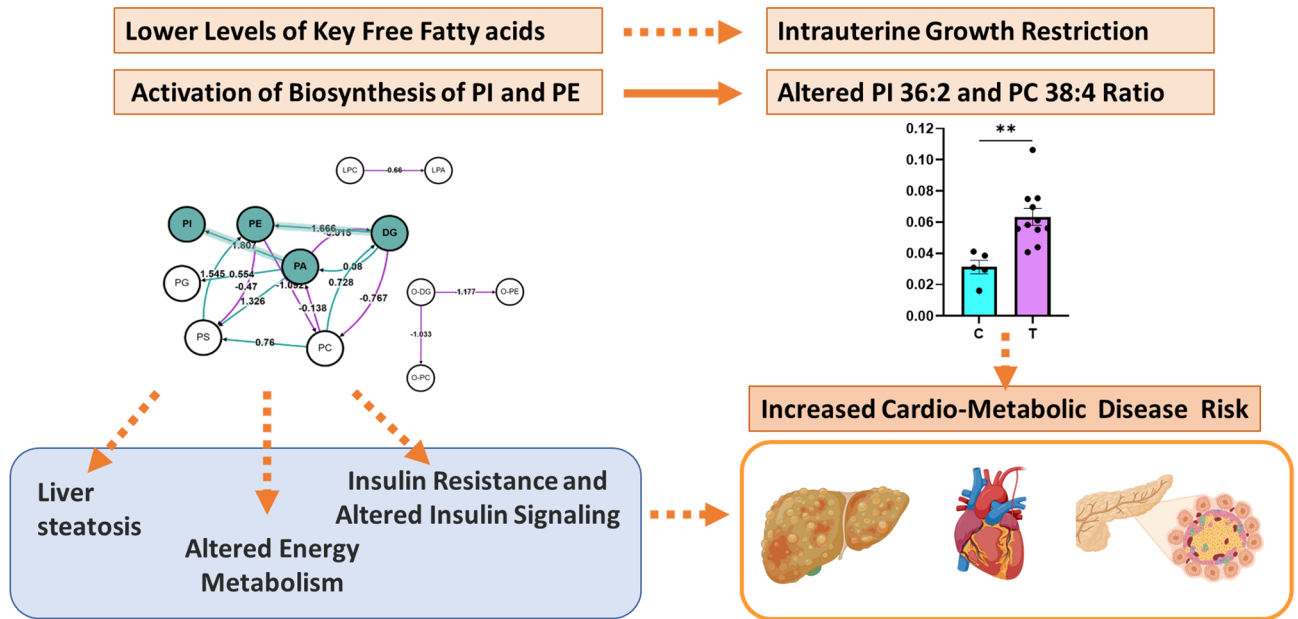 Lower Levels of Key Free Fatty acids
Intrauterine Growth Restriction
Activation of Biosynthesis of PI and PE
Altered PI 36:2 and PC 38:4 Ratio
LPC
-0.66
LPA
PI
PE
DG
PA
PG
PS
PC
1.666
1.807
0.08
1.545
0.554
0.728
-0.47
1.326
-0.138
-0.767
0.76
O-DG
-1.177
O-PE
-1.033
O-PC
0.12
0.10
0.08
0.06
0.04
0.02
0.00
**
C
T
Increased Cardio-Metabolic Disease Risk
Liver
steatosis
Altered Energy
Metabolism
Insulin Resistance and
Altered Insulin Signaling